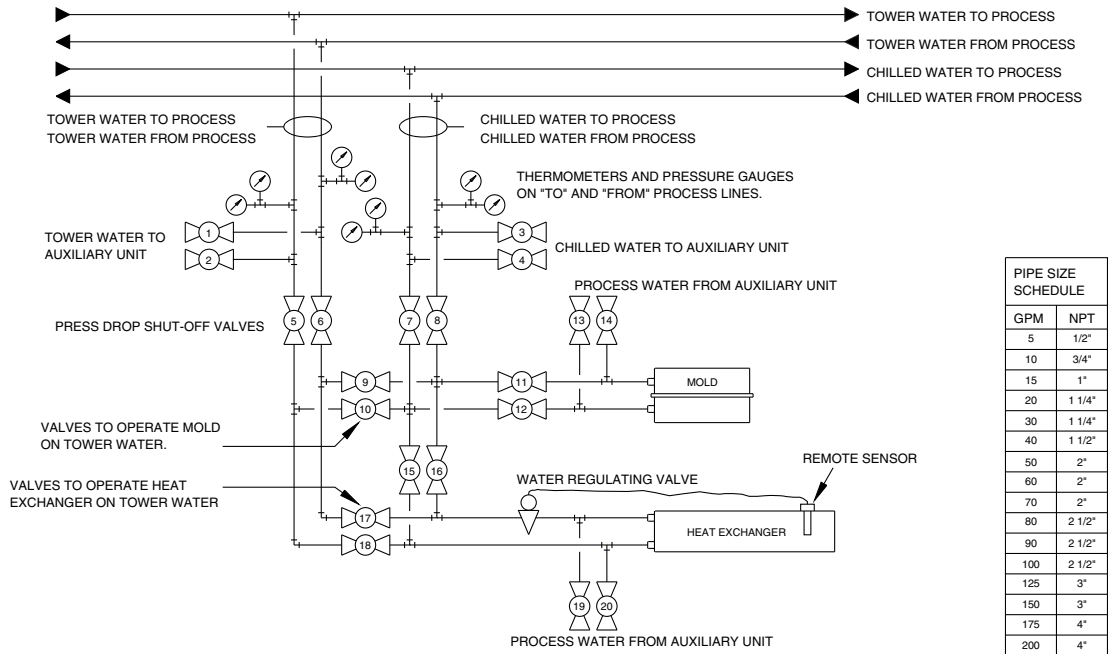 TOWER WATER TO PROCESS
TOWER WATER FROM PROCESS
CHILLED WATER TO PROCESS
CHILLED WATER FROM PROCESS
TOWER WATER TO PROCESS
TOWER WATER FROM PROCESS
CHILLED WATER TO PROCESS
CHILLED WATER FROM PROCESS
THERMOMETERS AND PRESSURE GAUGES
ON "TO" AND "FROM" PROCESS LINES.
TOWER WATER TO
AUXILIARY UNIT
1
2
3
4
CHILLED WATER TO AUXILIARY UNIT
PROCESS WATER FROM AUXILIARY UNIT
PRESS DROP SHUT-OFF VALVES
5
6
7
8
13
14
9
10
11
12
MOLD
VALVES TO OPERATE MOLD
ON TOWER WATER.
15
16
VALVES TO OPERATE HEAT
EXCHANGER ON TOWER WATER
WATER REGULATING VALVE
REMOTE SENSOR
17
18
HEAT EXCHANGER
19
20
PROCESS WATER FROM AUXILIARY UNIT
PIPE SIZE
SCHEDULE
GPM NPT
5 1/2"
10 3/4"
15 1"
20 1 1/4"
30 1 1/4"
40 1 1/2"
50 2"
60 2"
70 2"
80 2 1/2"
90 2 1/2"
100 2 1/2"
125 3"
150 3"
175 4"
200 4"